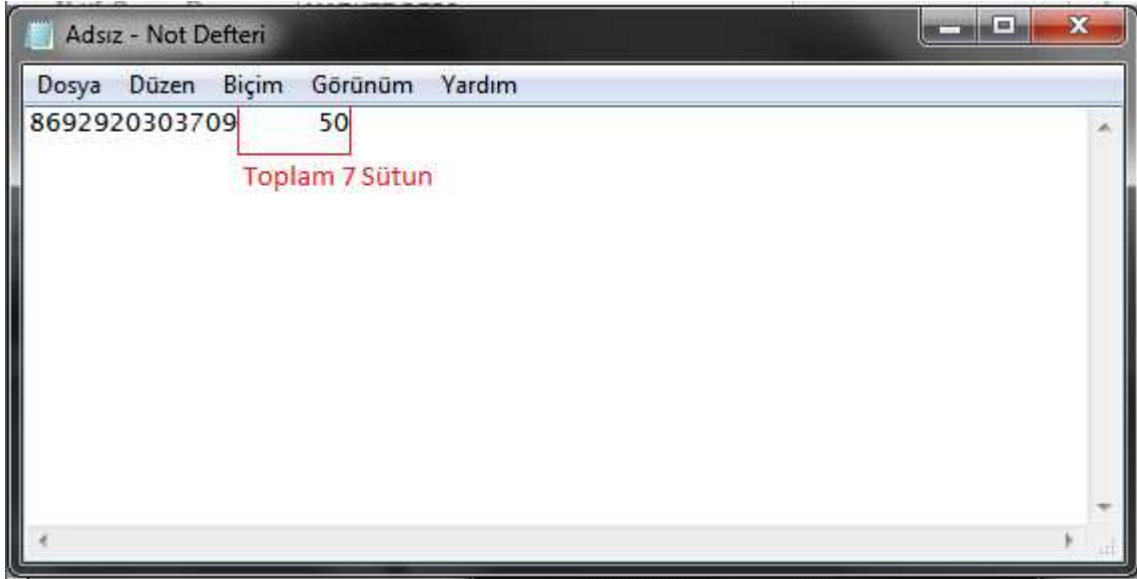 Adsız - Not Defteri
Dosya Düzen Biçim Görünüm Yardım
8692920303709     50
Toplam 7 Sütun